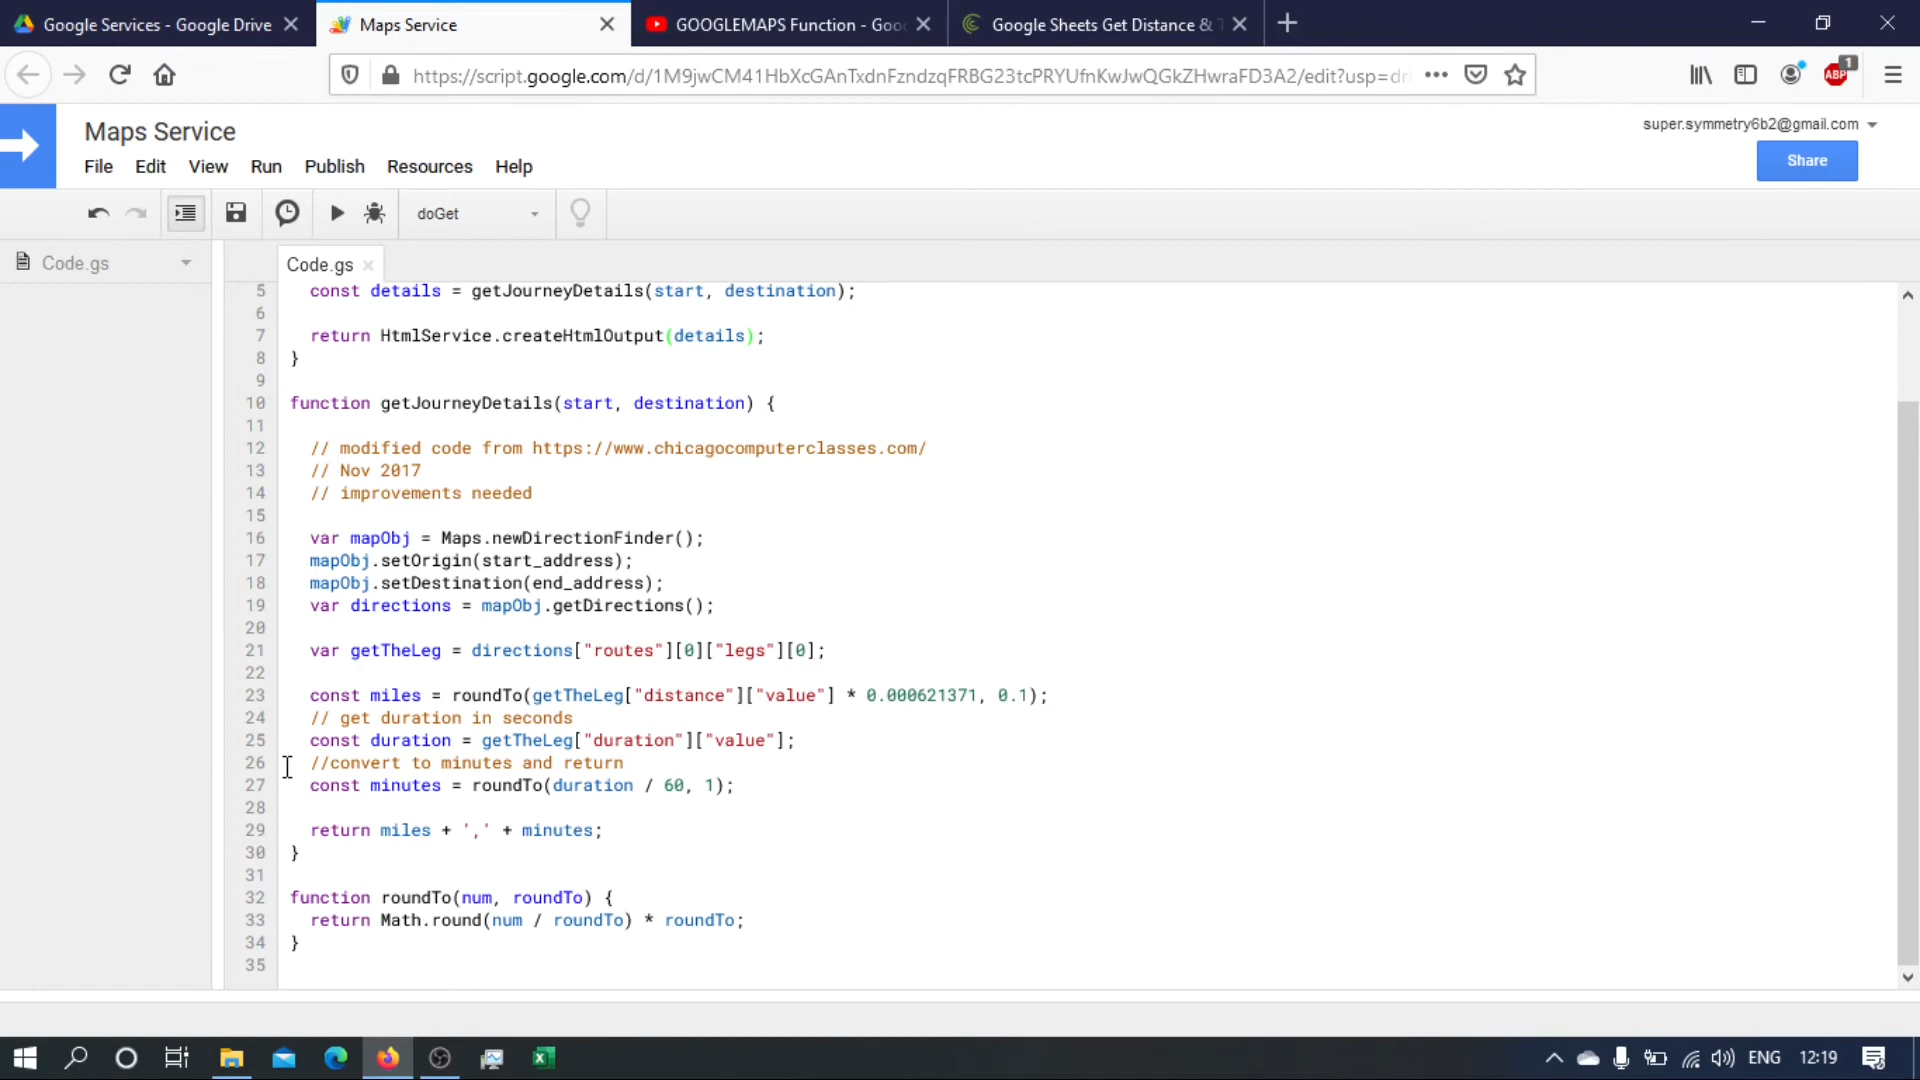 Google Services - Google Drive
Maps Service
GOOGLEMAPS Function - Goo
Google Sheets Get Distance &
https://script.google.com/d/1M9jwCM41HbXcGAnTxdnFzndzqFRBG23tcPRYUfnKwJwQGkZHwraFD3A2/edit?usp=dri
ABP
1
Maps Service
super.symmetry6b2@gmail.com
File Edit View Run Publish Resources Help
Share
doGet
Code.gs
Code.gs
5 const details = getJourneyDetails(start, destination);
6
7 return HtmlService.createHtmlOutput(details);
8 }
9
10 function getJourneyDetails(start, destination) {
11
12 // modified code from https://www.chicagocomputerclasses.com/
13 // Nov 2017
14 // improvements needed
15
16 var mapObj = Maps.newDirectionFinder();
17 mapObj.setOrigin(start_address);
18 mapObj.setDestination(end_address);
19 var directions = mapObj.getDirections();
20
21 var getTheLeg = directions["routes"][0]["legs"][0];
22
23 const miles = roundTo(getTheLeg["distance"]["value"] * 0.000621371, 0.1);
24 // get duration in seconds
25 const duration = getTheLeg["duration"]["value"];
26 //convert to minutes and return
27 const minutes = roundTo(duration / 60, 1);
28
29 return miles + ',' + minutes;
30 }
31
32 function roundTo(num, roundTo) {
33 return Math.round(num / roundTo) * roundTo;
34 }
35
ENG 12:19